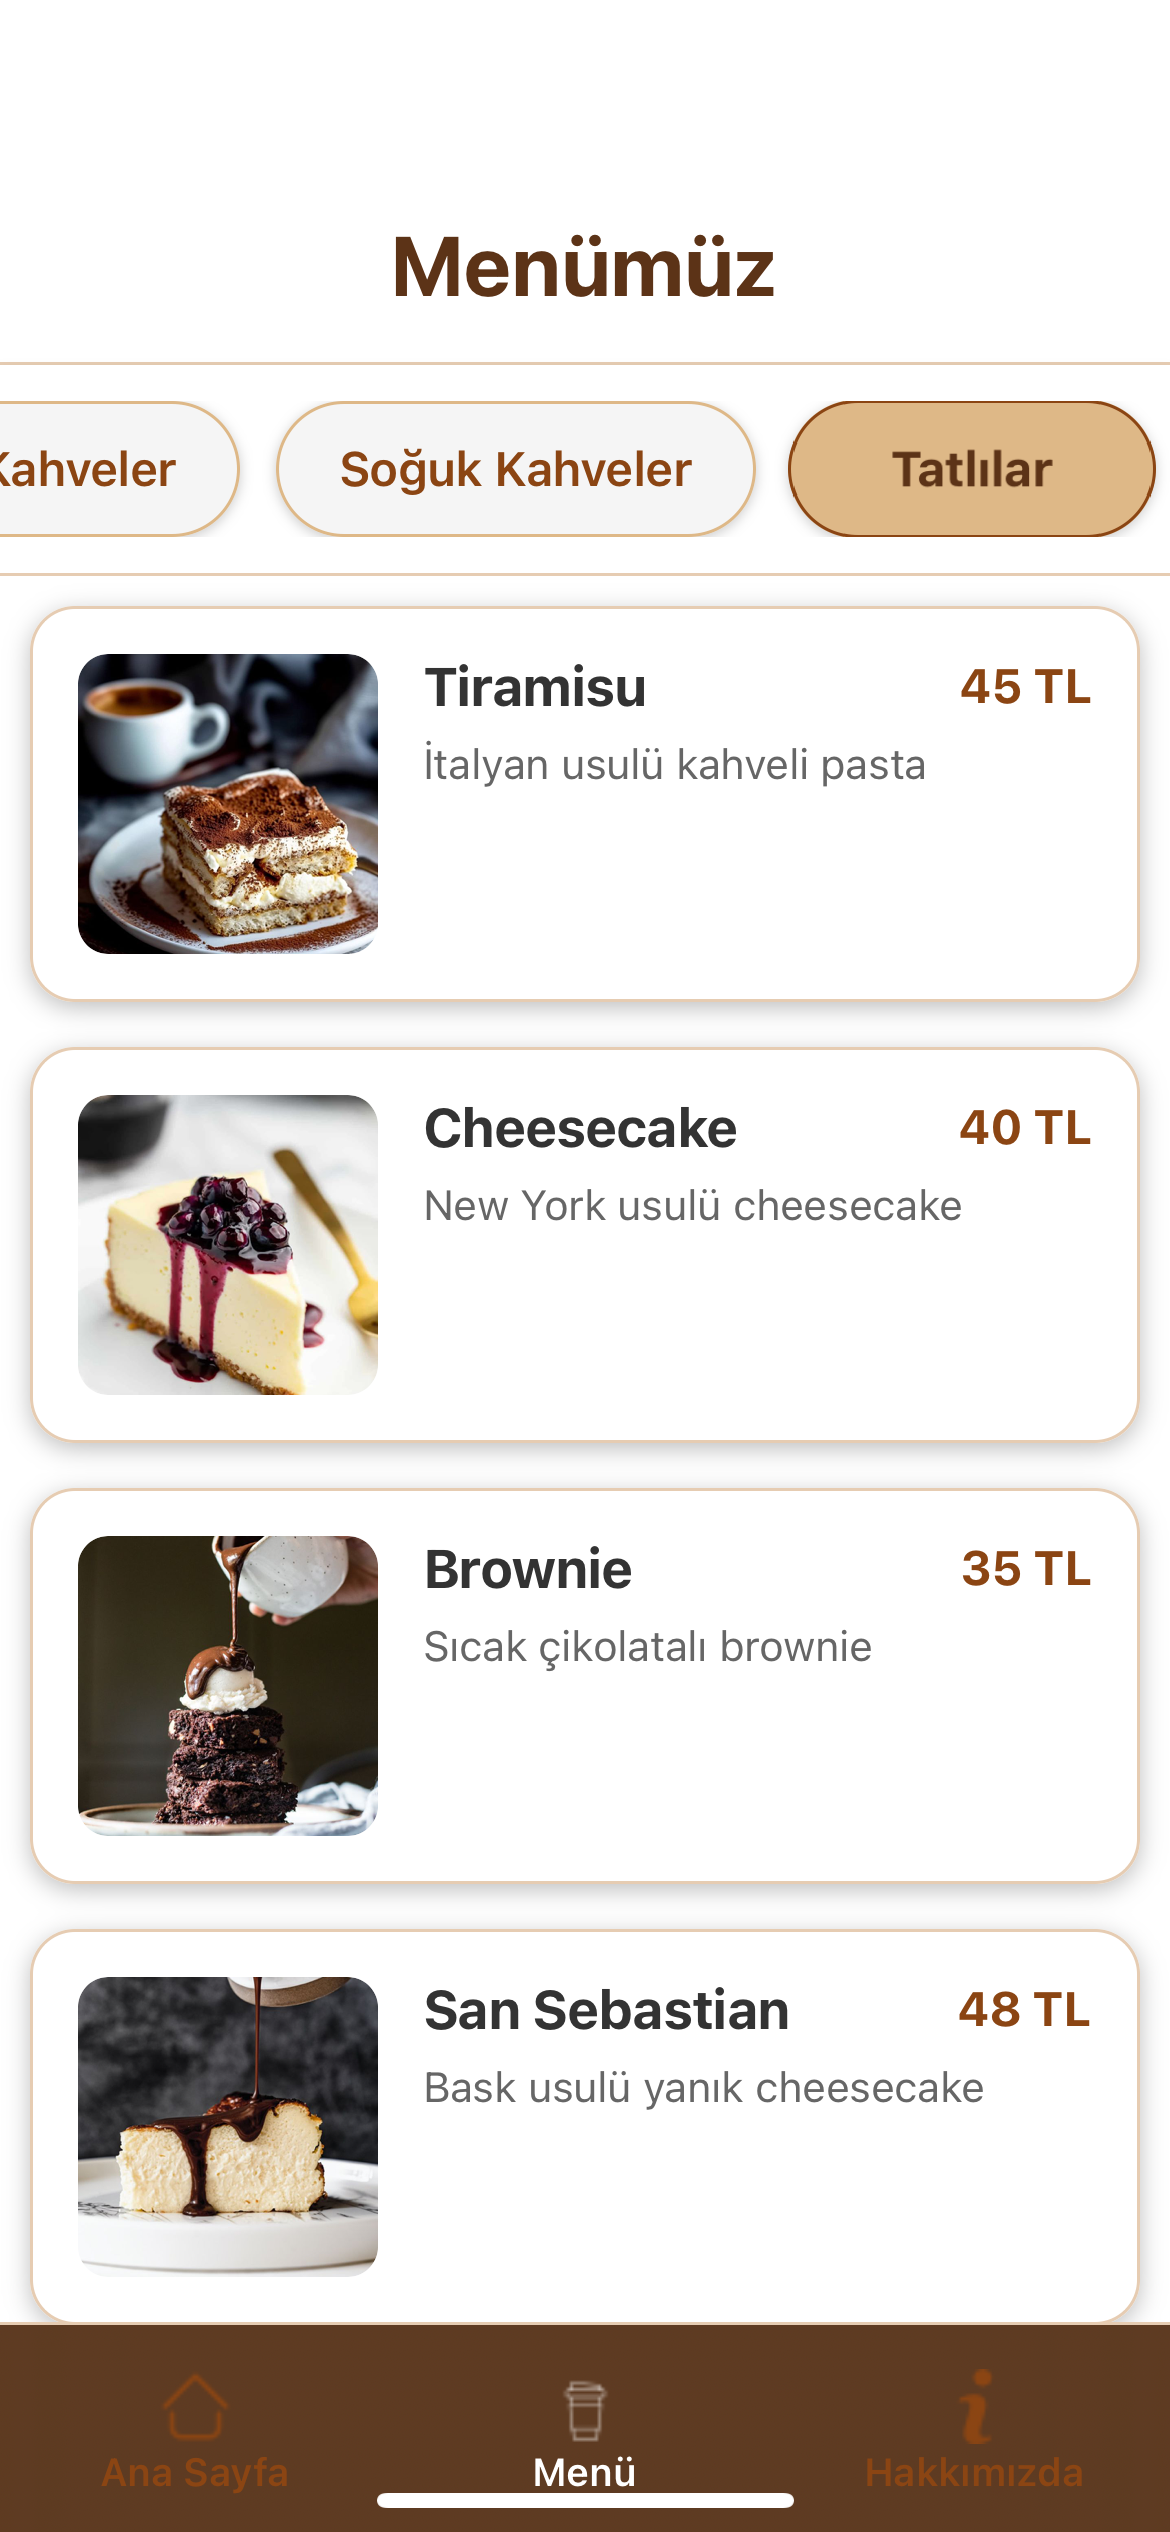 Menümüz
Kahveler
Soğuk Kahveler
Tatlılar
Tiramisu
45 TL
İtalyan usulü kahveli pasta
Cheesecake
40 TL
New York usulü cheesecake
Brownie
35 TL
Sıcak çikolatalı brownie
San Sebastian
48 TL
Bask usulü yanık cheesecake
Ana Sayfa
Menü
Hakkımızda